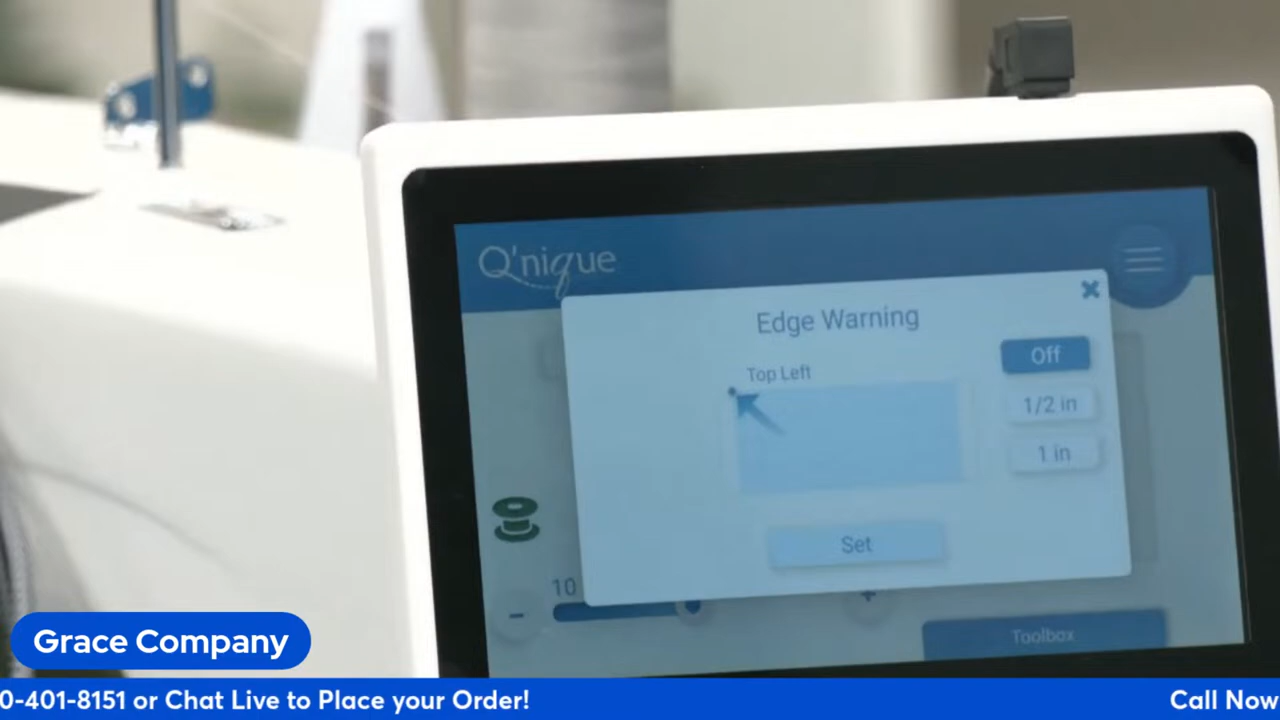 Q'nique
Edge Warning
Top Left
Off
1/2 in
1 in
Set
10
Toolbox
Grace Company
0-401-8151 or Chat Live to Place your Order!
Call Now